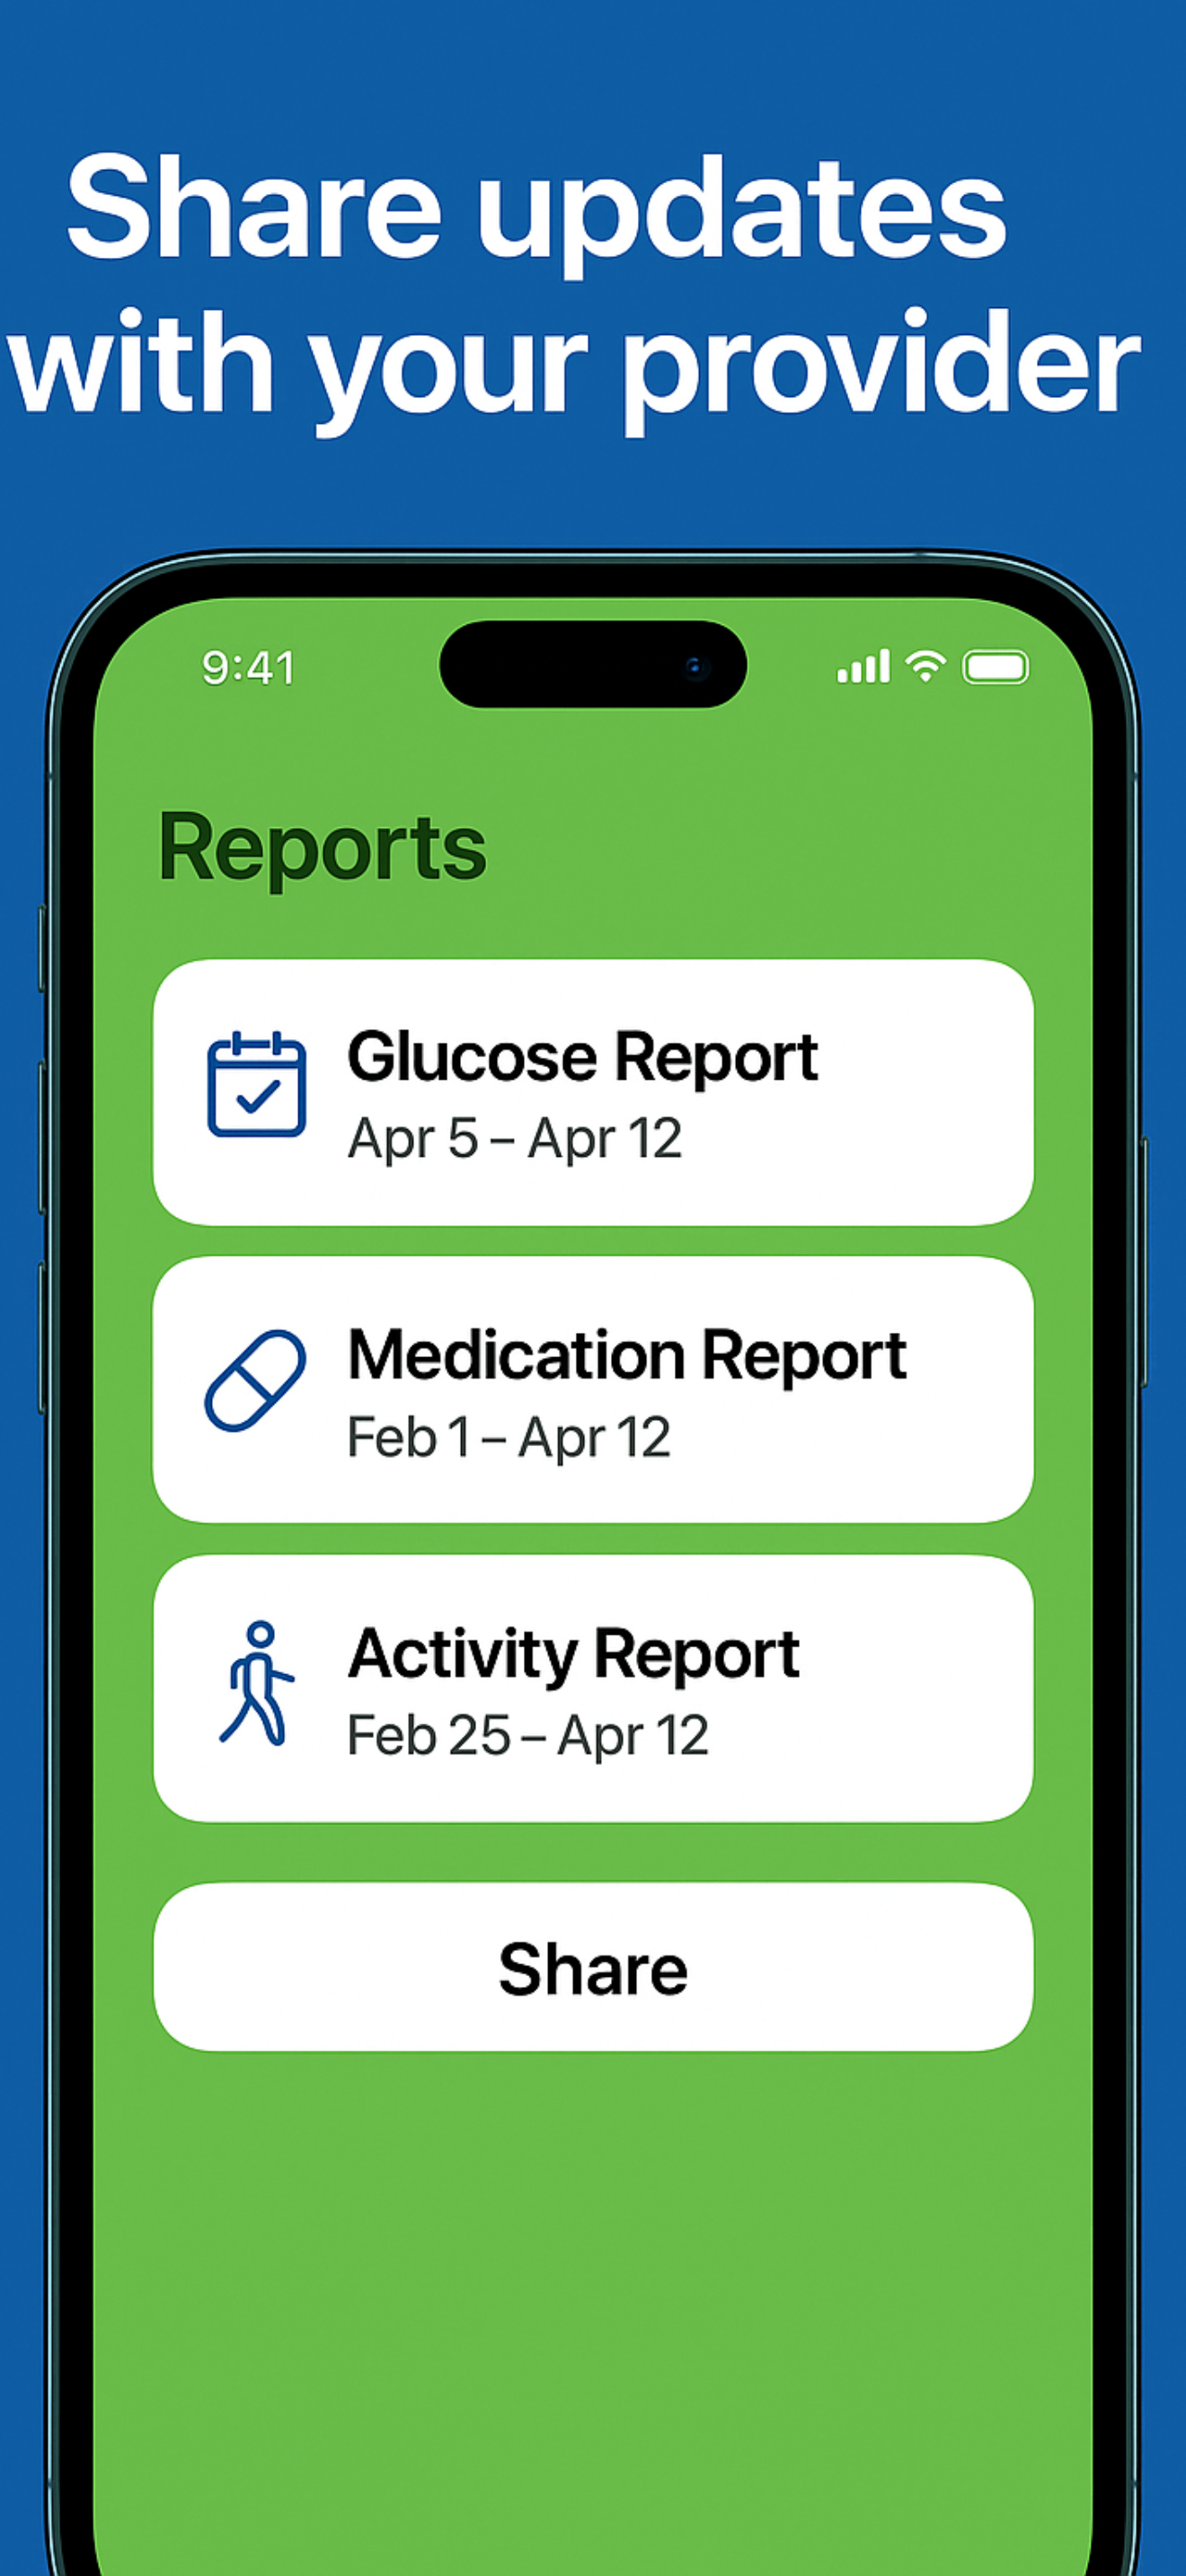 Share updates
with your provider
9:41
Reports
Glucose Report
Apr 5 – Apr 12
Medication Report
Feb 1 – Apr 12
Activity Report
Feb 25 – Apr 12
Share